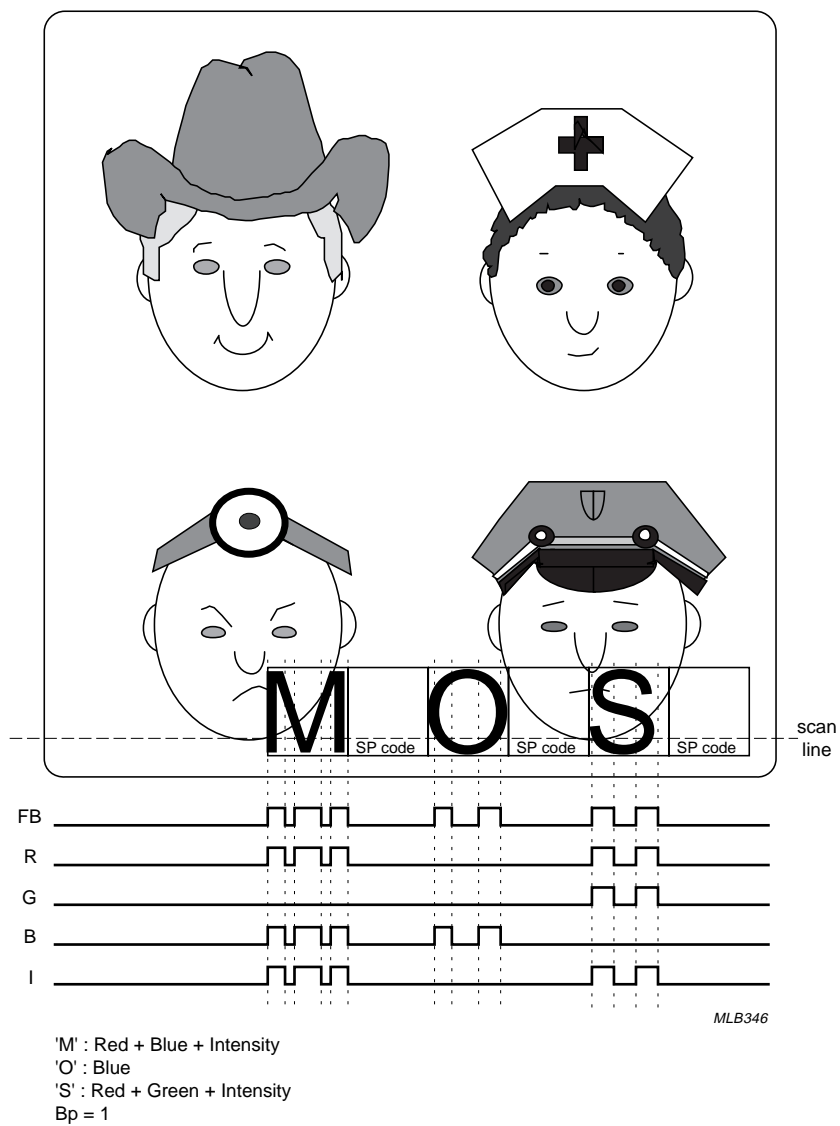 M O S
SP code SP code SP code
scan
line
FB
R
G
B
I
MLB346
'M' : Red + Blue + Intensity
'O' : Blue
'S' : Red + Green + Intensity
Bp = 1